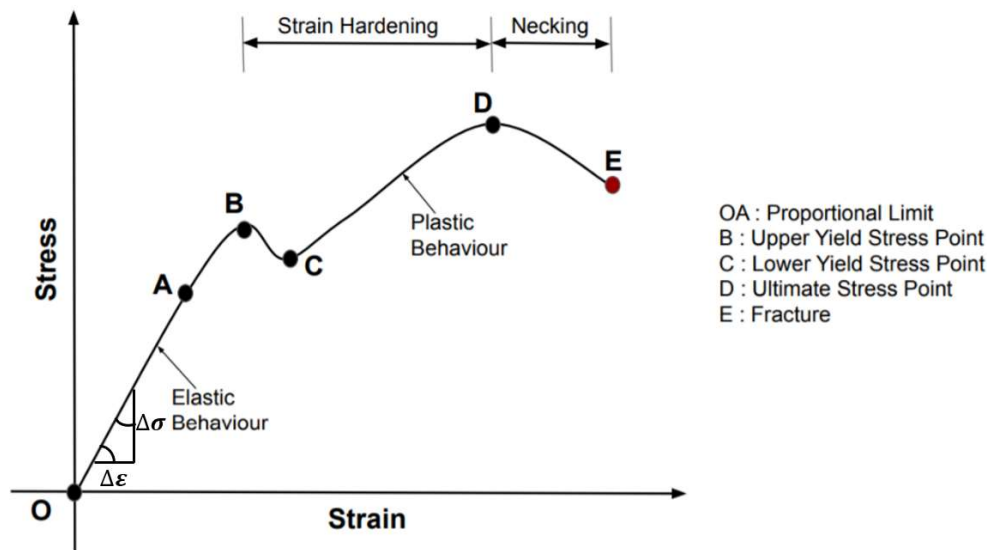 Strain Hardening
Necking
D
E
B
Plastic
Behaviour
C
A
Stress
Elastic
Δσ Behaviour
Δε
O
Strain
OA : Proportional Limit
B : Upper Yield Stress Point
C : Lower Yield Stress Point
D : Ultimate Stress Point
E : Fracture